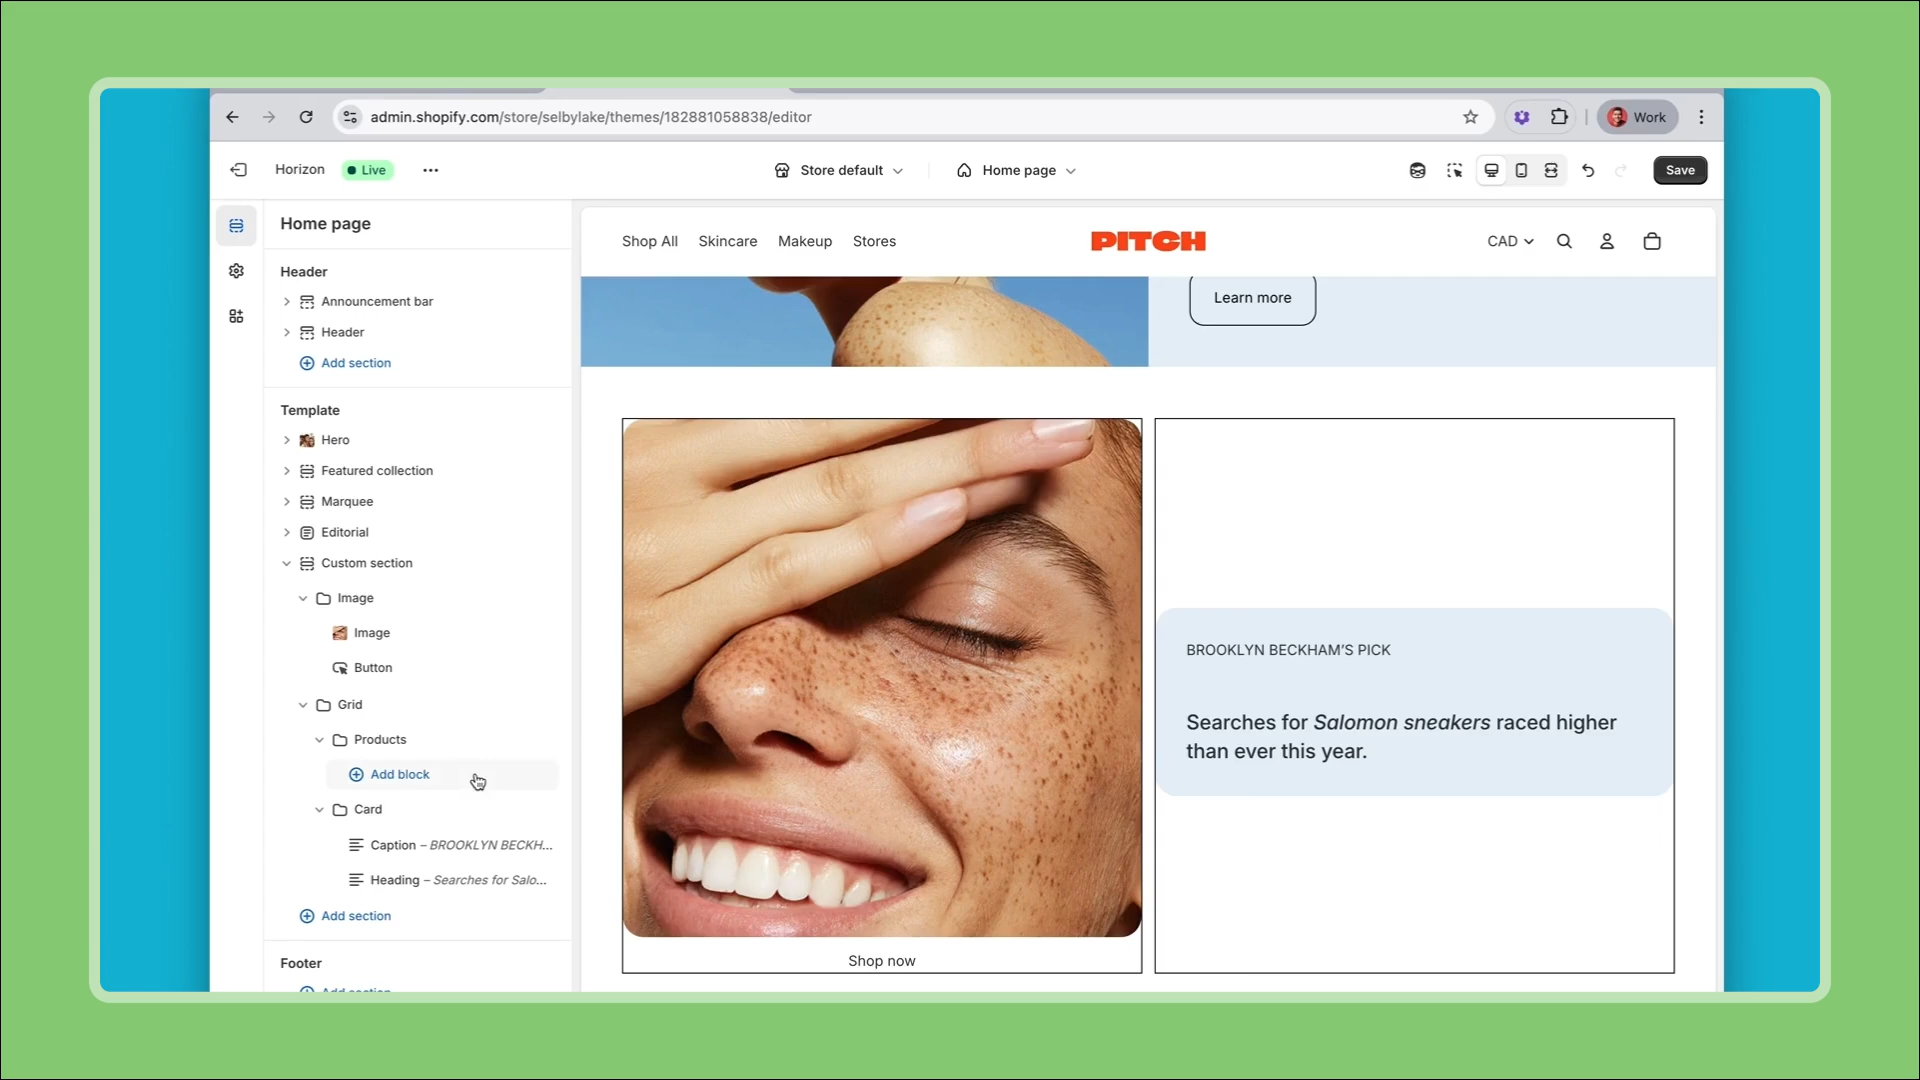 admin.shopify.com/store/selbylake/themes/182881058838/editor
Work
Horizon
Live
Store default
Home page
Save
Home page
Header
Announcement bar
Header
Add section
Template
Hero
Featured collection
Marquee
Editorial
Custom section
Image
Image
Button
Grid
Products
Add block
Card
Caption – BROOKLYN BECKH...
Heading – Searches for Salo...
Add section
Footer
Add section
Shop All
Skincare
Makeup
Stores
PITCH
CAD
Learn more
Shop now
BROOKLYN BECKHAM’S PICK
Searches for Salomon sneakers raced higher
than ever this year.